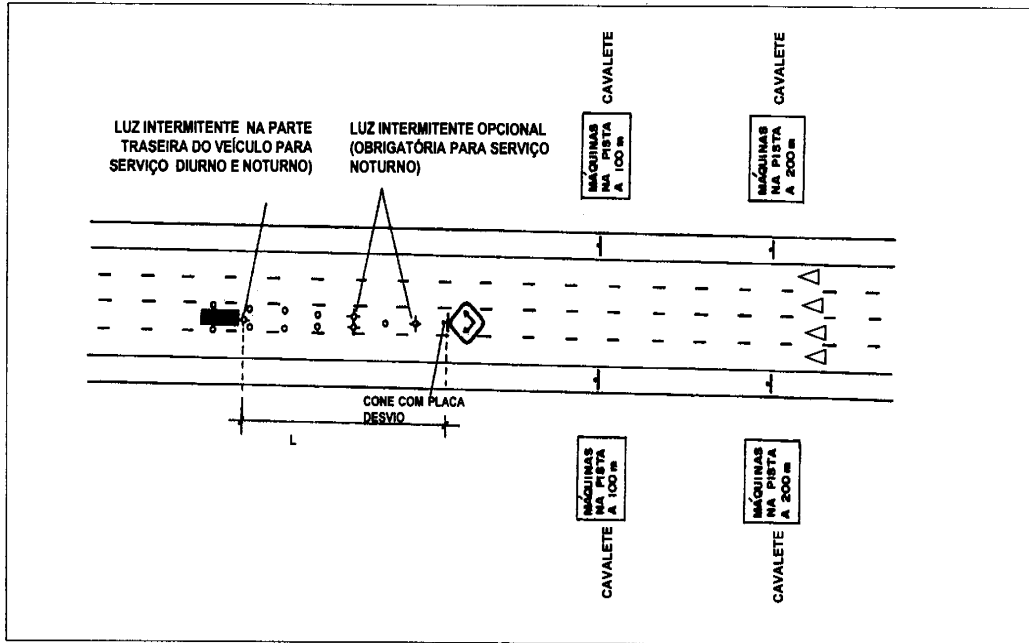 CAVALETE
CAVALETE
MÁQUINAS
NA PISTA
A 100 m
MÁQUINAS
NA PISTA
A 200 m
LUZ INTERMITENTE NA PARTE
TRASEIRA DO VEÍCULO PARA
SERVIÇO DIURNO E NOTURNO)
LUZ INTERMITENTE OPCIONAL
(OBRIGATÓRIA PARA SERVIÇO
NOTURNO)
CONE COM PLACA
DESVIO
L
MÁQUINAS
NA PISTA
A 100 m
MÁQUINAS
NA PISTA
A 200 m
CAVALETE
CAVALETE